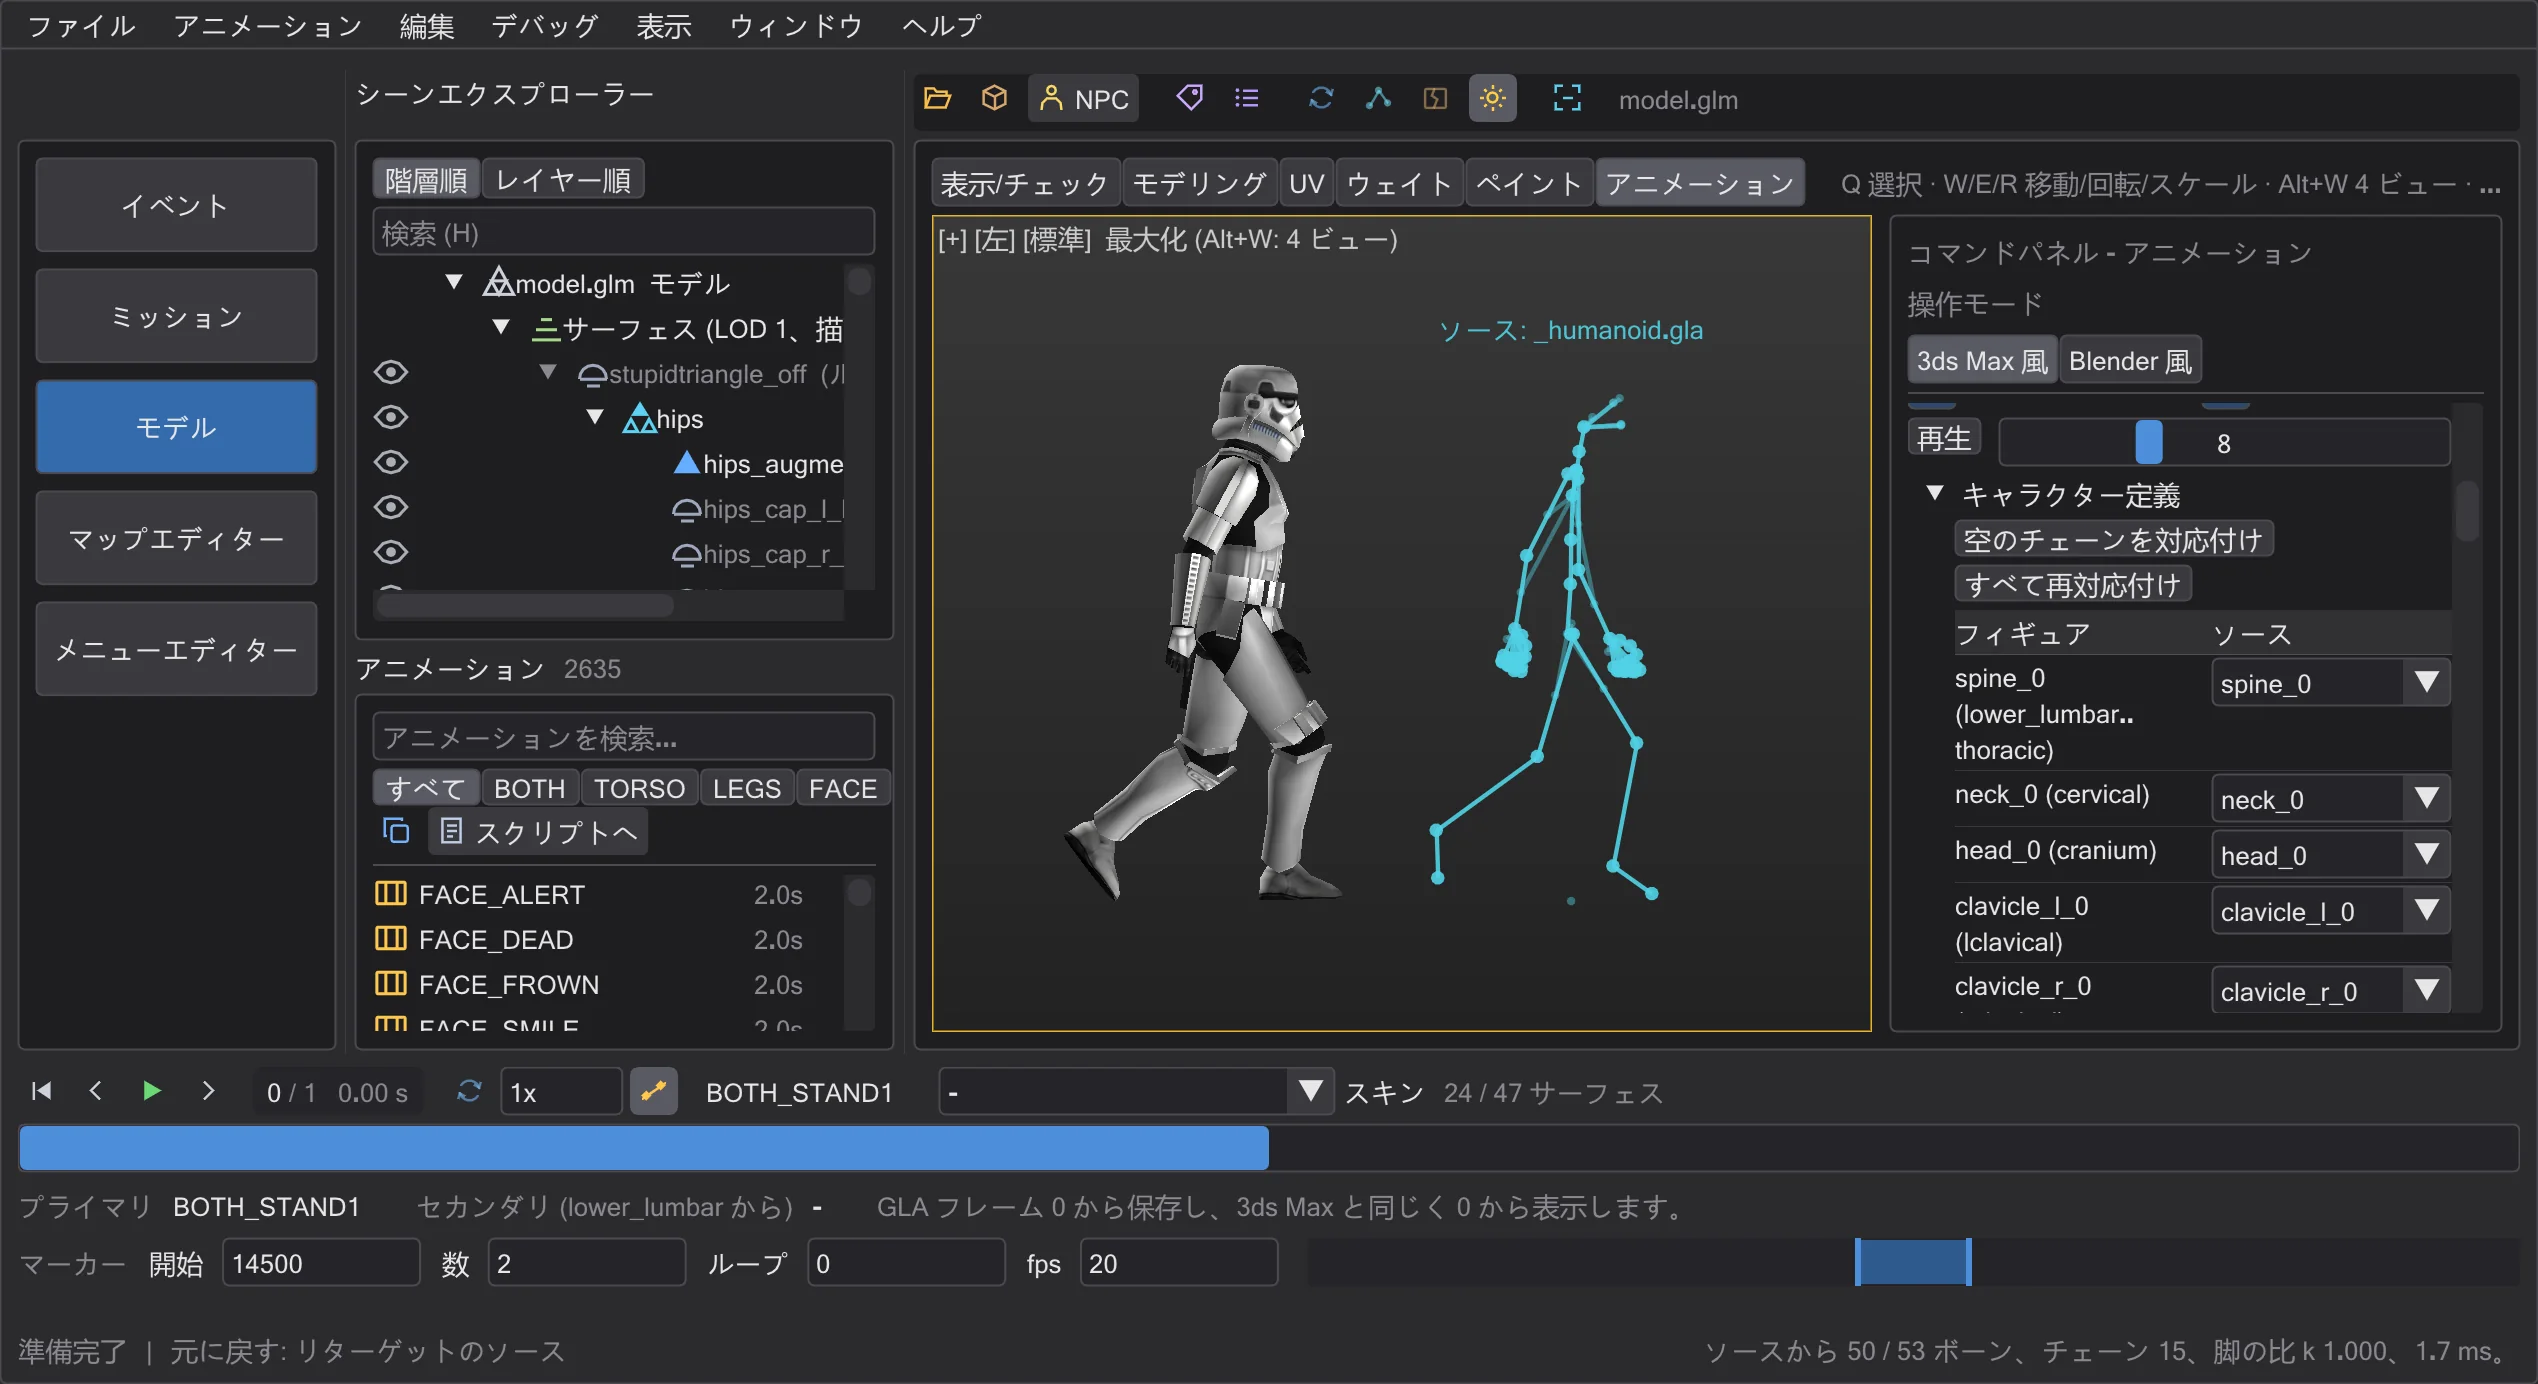 ファイル アニメーション 編集 デバッグ 表示 ウィンドウ ヘルプ
シーンエクスプローラー
NPC
model.glm
イベント
ミッション
モデル
マップエディター
メニューエディター
階層順 レイヤー順
検索 (H)
model.glm モデル
サーフェス (LOD 1、描
stupidtriangle_off
hips
hips_augme
hips_cap_l_
hips_cap_r_
アニメーション 2635
アニメーションを検索...
すべて BOTH TORSO LEGS FACE
スクリプトへ
FACE_ALERT 2.0s
FACE_DEAD 2.0s
FACE_FROWN 2.0s
FACE_SMILE 2.0s
表示/チェック モデリング UV ウェイト ペイント アニメーション
Q 選択 · W/E/R 移動/回転/スケール · Alt+W 4 ビュー · ...
[+] [左] [標準] 最大化 (Alt+W: 4 ビュー)
ソース: _humanoid.gla
コマンドパネル - アニメーション
操作モード
3ds Max 風 Blender 風
再生 8
キャラクター定義
空のチェーンを対応付け
すべて再対応付け
フィギュア ソース
spine_0 (lower_lumbar.. thoracic) spine_0
neck_0 (cervical) neck_0
head_0 (cranium) head_0
clavicle_l_0 (lclavical) clavicle_l_0
clavicle_r_0 clavicle_r_0
0 / 1 0.00 s 1x BOTH_STAND1 - スキン 24 / 47 サーフェス
プライマリ BOTH_STAND1 セカンダリ (lower_lumbar から) - GLA フレーム 0 から保存し、3ds Max と同じく 0 から表示します。
マーカー 開始 14500 数 2 ループ 0 fps 20
準備完了 | 元に戻す: リターゲットのソース
ソースから 50 / 53 ボーン、チェーン 15、脚の比 k 1.000、1.7 ms。